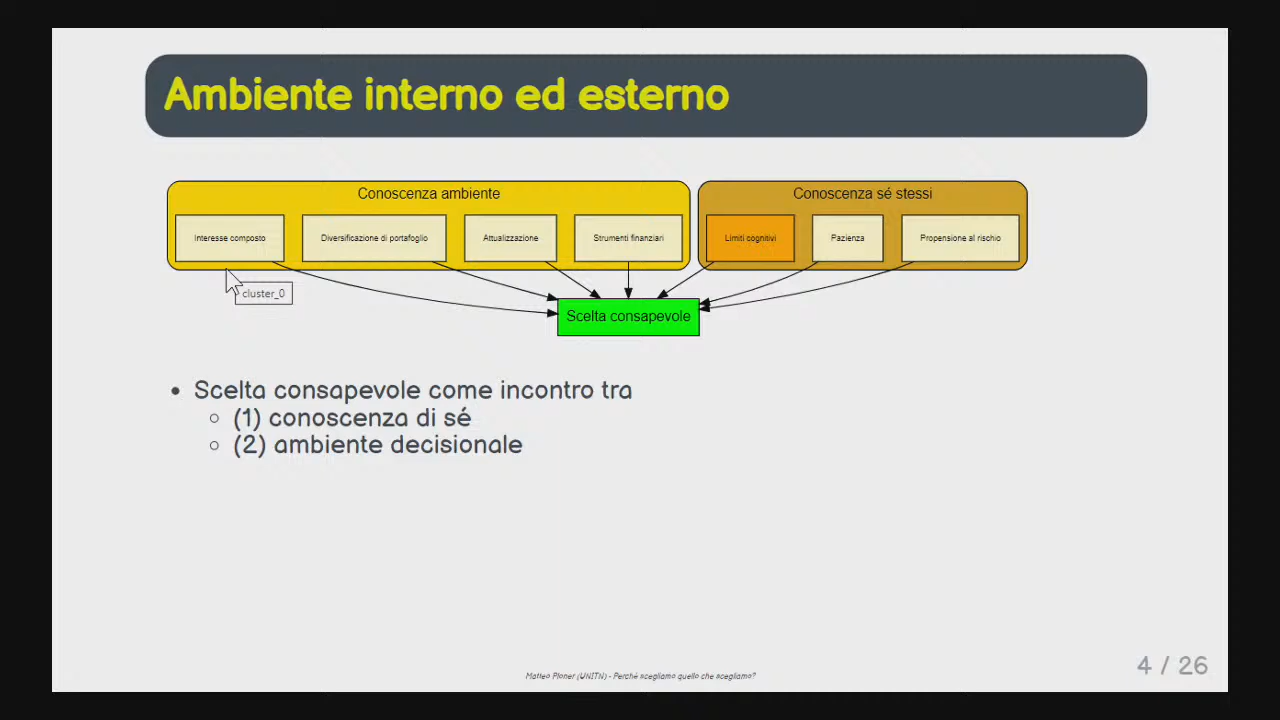 Ambiente interno ed esterno
Conoscenza ambiente
Conoscenza sé stessi
Interesse composto
Diversificazione di portafoglio
Attualizzazione
Strumenti finanziari
Limiti cognitivi
Pazienza
Propensione al rischio
cluster_0
Scelta consapevole
• Scelta consapevole come incontro tra
○ (1) conoscenza di sé
○ (2) ambiente decisionale
Matteo Ploner (UNITN) - Perché scegliamo quello che scegliamo?
4 / 26